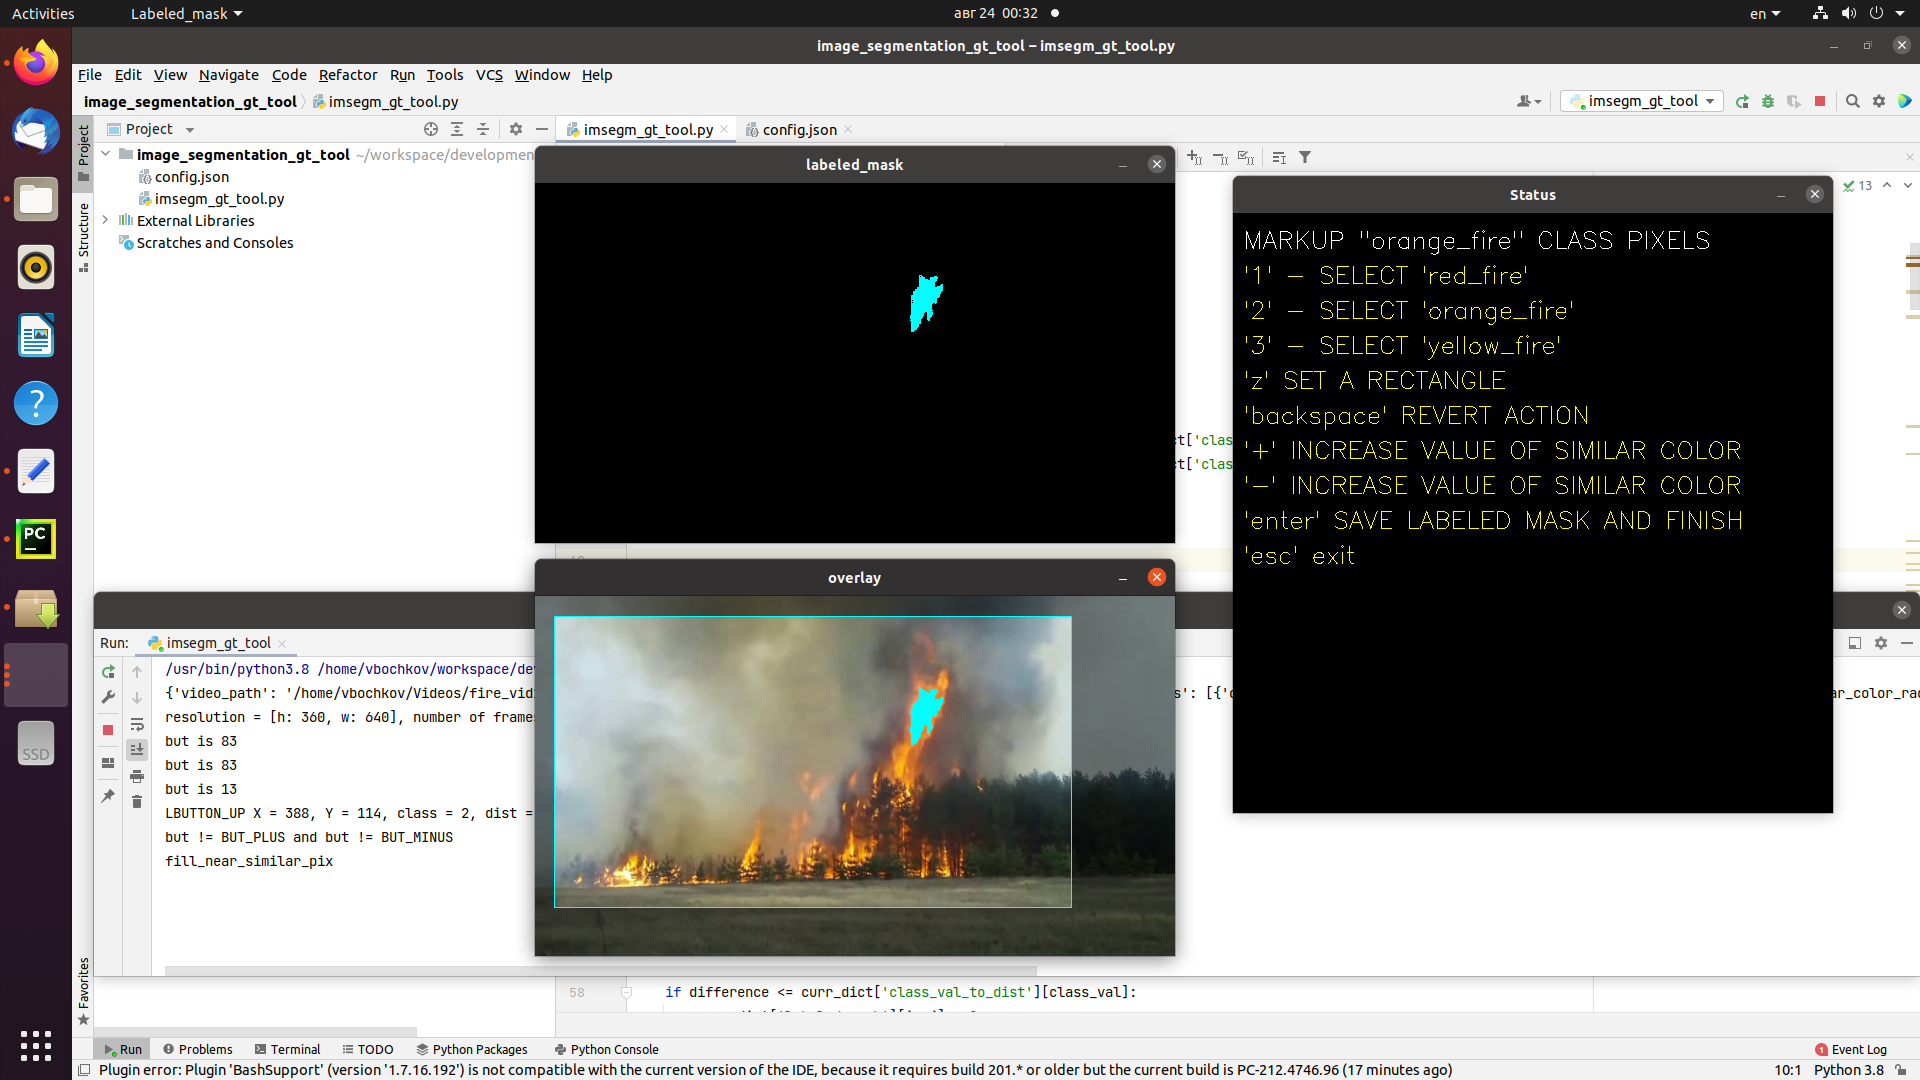 Activities
Labeled_mask
авг 24 00:32
en
image_segmentation_gt_tool – imsegm_gt_tool.py
File Edit View Navigate Code Refactor Run Tools VCS Window Help
image_segmentation_gt_tool imsegm_gt_tool.py
imsegm_gt_tool
Project
imsegm_gt_tool.py
config.json
Project
Structure
Favorites
image_segmentation_gt_tool ~/workspace/developmen
config.json
imsegm_gt_tool.py
External Libraries
Scratches and Consoles
13
labeled_mask
ct['clas
ct['clas
Status
MARKUP "orange_fire" CLASS PIXELS
'1' - SELECT 'red_fire'
'2' - SELECT 'orange_fire'
'3' - SELECT 'yellow_fire'
'z' SET A RECTANGLE
'backspace' REVERT ACTION
'+' INCREASE VALUE OF SIMILAR COLOR
'-' INCREASE VALUE OF SIMILAR COLOR
'enter' SAVE LABELED MASK AND FINISH
'esc' exit
overlay
Run: imsegm_gt_tool
/usr/bin/python3.8 /home/vbochkov/workspace/de
{'video_path': '/home/vbochkov/Videos/fire_vid
s': [{'c
ar_color_rad
resolution = [h: 360, w: 640], number of frames
but is 83
but is 83
but is 13
LBUTTON_UP X = 388, Y = 114, class = 2, dist =
but != BUT_PLUS and but != BUT_MINUS
fill_near_similar_pix
PC
SSD
58 if difference <= curr_dict['class_val_to_dist'][class_val]:
Run Problems Terminal TODO Python Packages Python Console
1 Event Log
Plugin error: Plugin 'BashSupport' (version '1.7.16.192') is not compatible with the current version of the IDE, because it requires build 201.* or older but the current build is PC-212.4746.96 (17 minutes ago)
10:1 Python 3.8